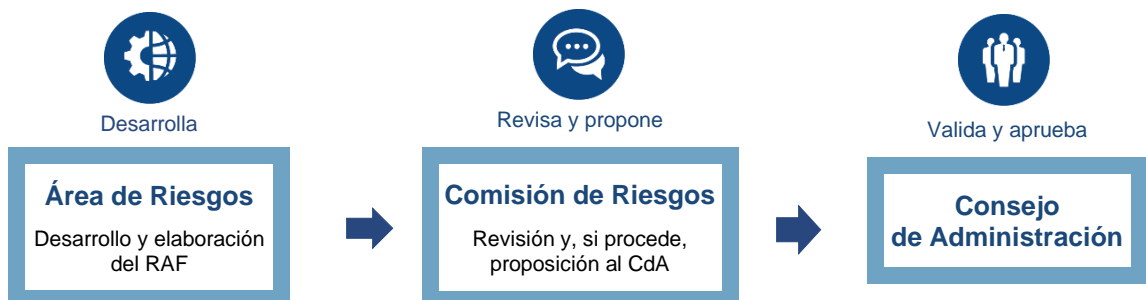 Desarrolla
Área de Riesgos
Desarrollo y elaboración
del RAF
Revisa y propone
Comisión de Riesgos
Revisión y, si procede,
proposición al CdA
Valida y aprueba
Consejo
de Administración